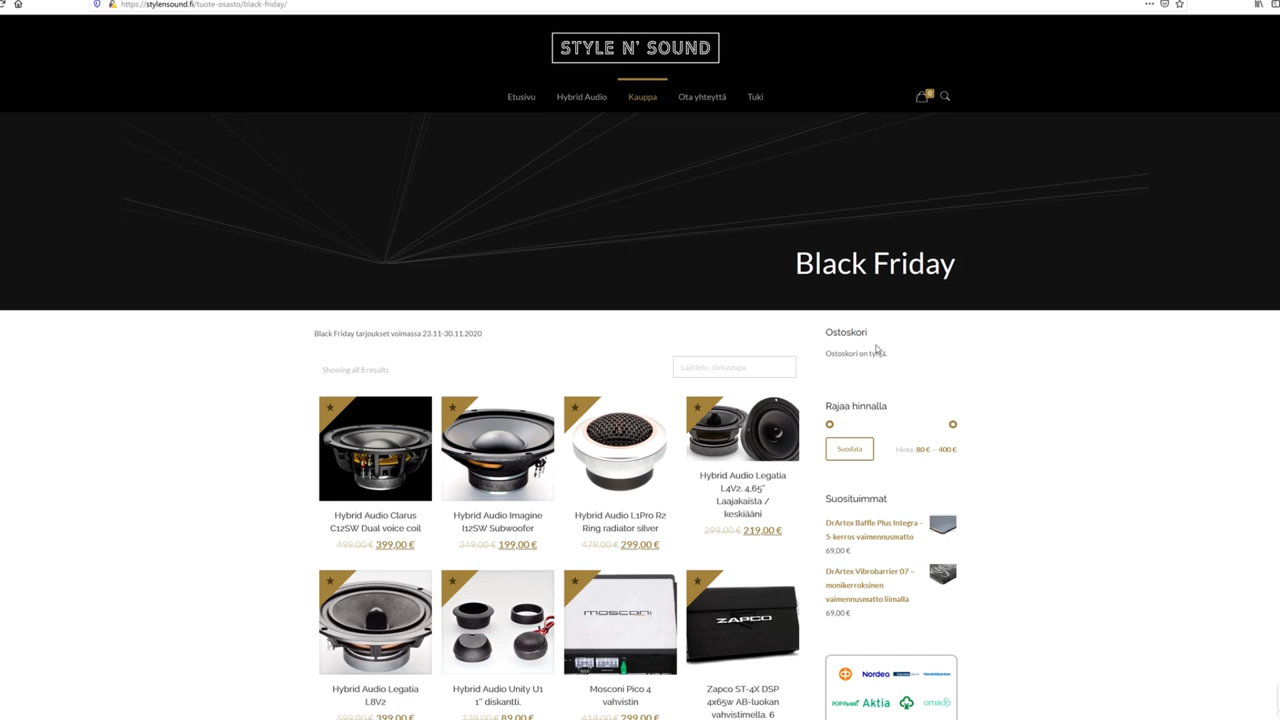 https://stylensound.fi/tuote-osasto/black-friday/
STYLE N' SOUND
Etusivu
Hybrid Audio
Kauppa
Ota yhteyttä
Tuki
0
Black Friday
Black Friday tarjoukset voimassa 23.11-30.11.2020
Showing all 8 results
Lajittelu, oletustapa
Hybrid Audio Clarus
C12SW Dual voice coil
499,00 € 399,00 €
Hybrid Audio Imagine
I12SW Subwoofer
349,00 € 199,00 €
Hybrid Audio L1Pro R2
Ring radiator silver
479,00 € 299,00 €
Hybrid Audio Legatia
L4V2. 4,65"
Laajakaista /
keskiääni
299,00 € 219,00 €
Hybrid Audio Legatia
L8V2
599,00 € 399,00 €
Hybrid Audio Unity U1
1" diskantti.
139,00 € 89,00 €
MOSCONI
Mosconi Pico 4
vahvistin
419,00 € 299,00 €
ZAPCO
Zapco ST-4X DSP
4x65w AB-luokan
vahvistimella. 6
Ostoskori
Ostoskori on tyhjä.
Rajaa hinnalla
Suodata
Hinta: 80 € — 400 €
Suosituimmat
DrArtex Baffle Plus Integra –
5-kerros vaimennusmatto
69,00 €
DrArtex Vibrobarrier 07 –
monikerroksinen
vaimennusmatto liimalla
69,00 €
Nordea
Handelsbanken
POP Pankki
Aktia
omasp